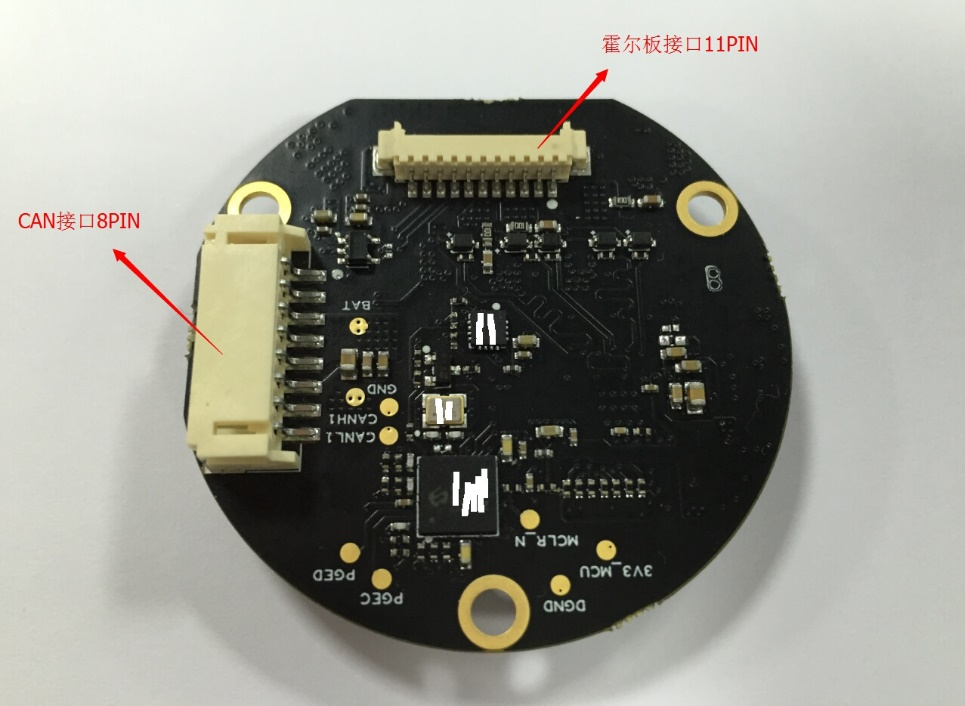 霍尔板接口11PIN
CAN接口8PIN
BAT
GND
CANH1
CANL1
MCLR_N
3V3_MCU
PGED
PGEC
DGND